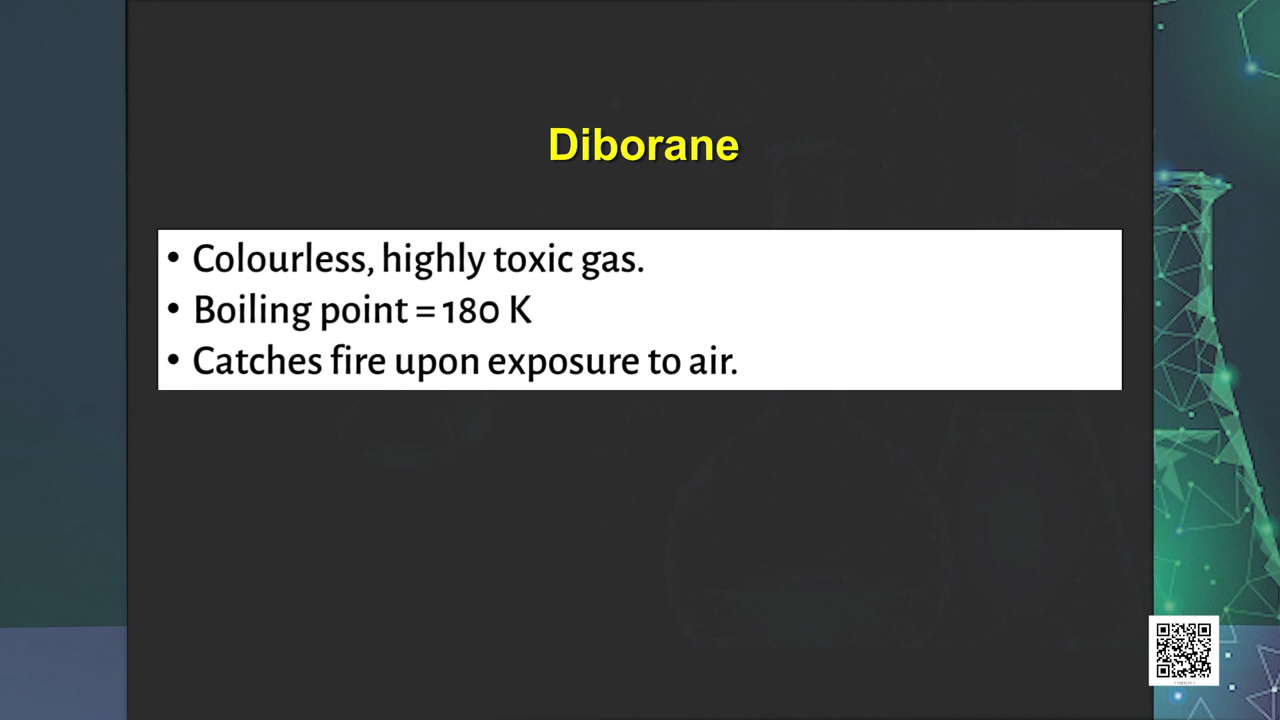 Diborane
• Colourless, highly toxic gas.
• Boiling point = 180 K
• Catches fire upon exposure to air.